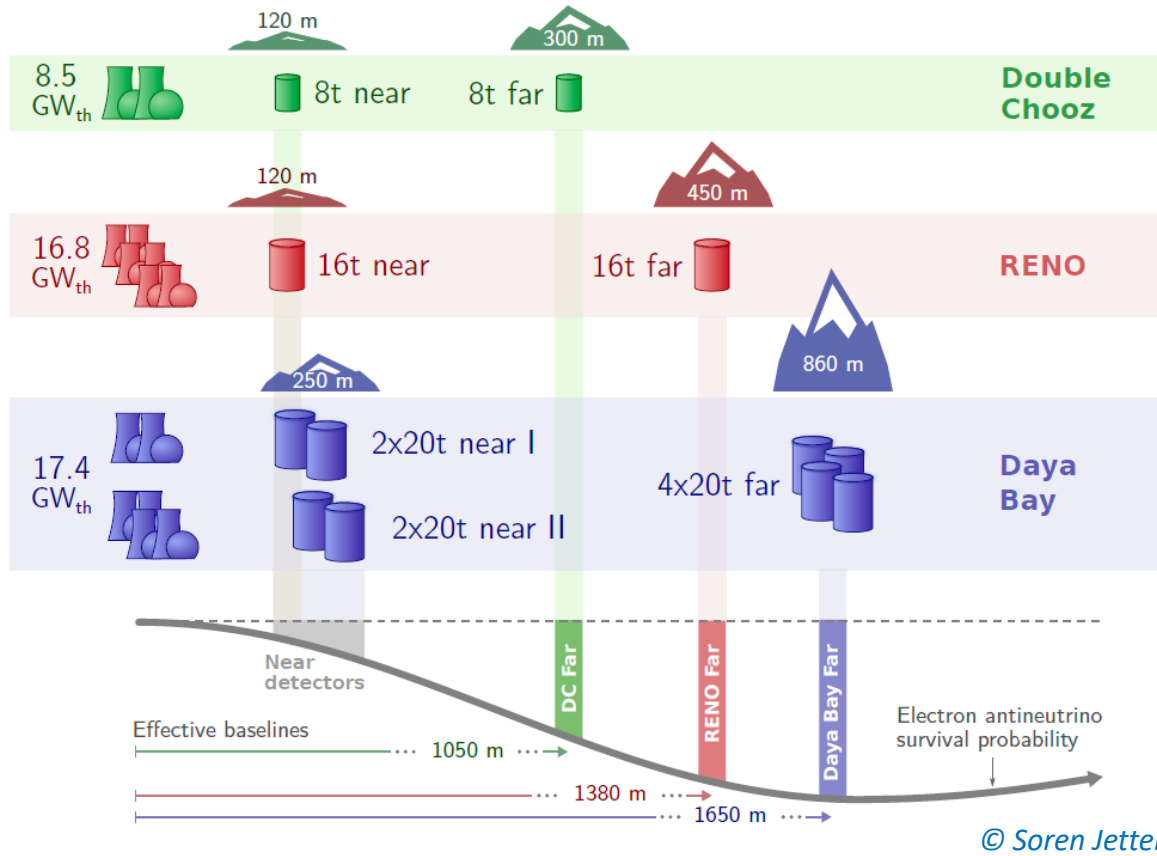 120 m
300 m
8.5
GWth
8t near
8t far
Double
Chooz
120 m
450 m
16.8
GWth
16t near
16t far
RENO
250 m
860 m
17.4
GWth
2x20t near I
2x20t near II
4x20t far
Daya
Bay
Near
detectors
DC Far
RENO Far
Daya Bay Far
Effective baselines
1050 m
1380 m
1650 m
Electron antineutrino
survival probability
© Soren Jetter